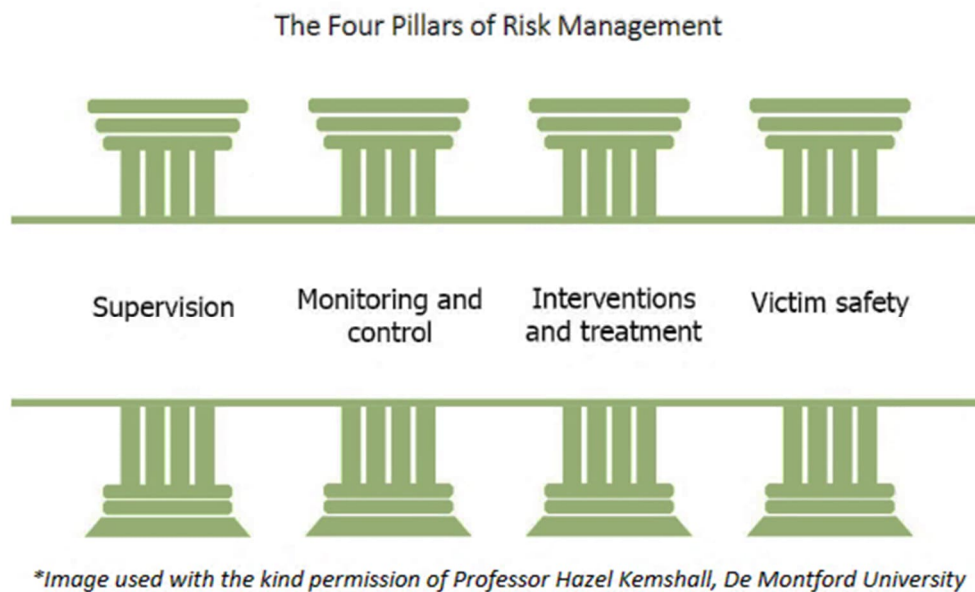 The Four Pillars of Risk Management
Supervision
Monitoring and
control
Interventions
and treatment
Victim safety
*Image used with the kind permission of Professor Hazel Kemshall, De Montford University